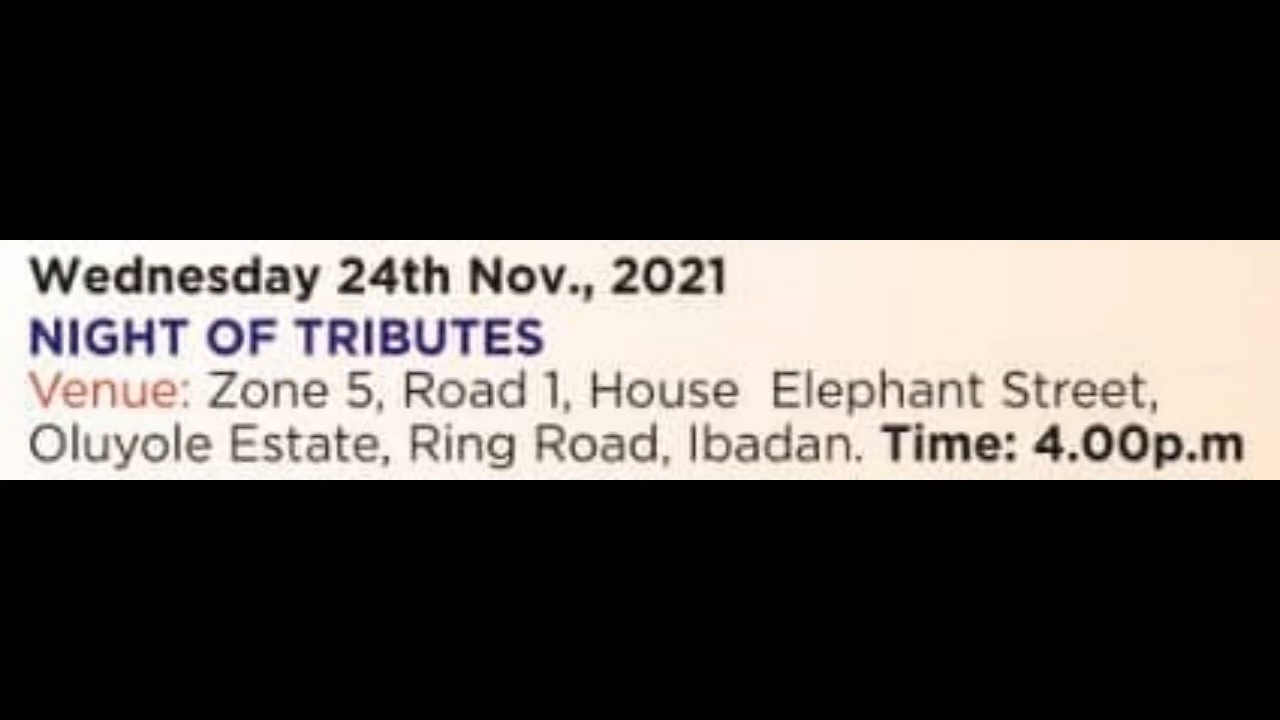 Wednesday 24th Nov., 2021
NIGHT OF TRIBUTES
Venue: Zone 5, Road 1, House  Elephant Street,
Oluyole Estate, Ring Road, Ibadan. Time: 4.00p.m